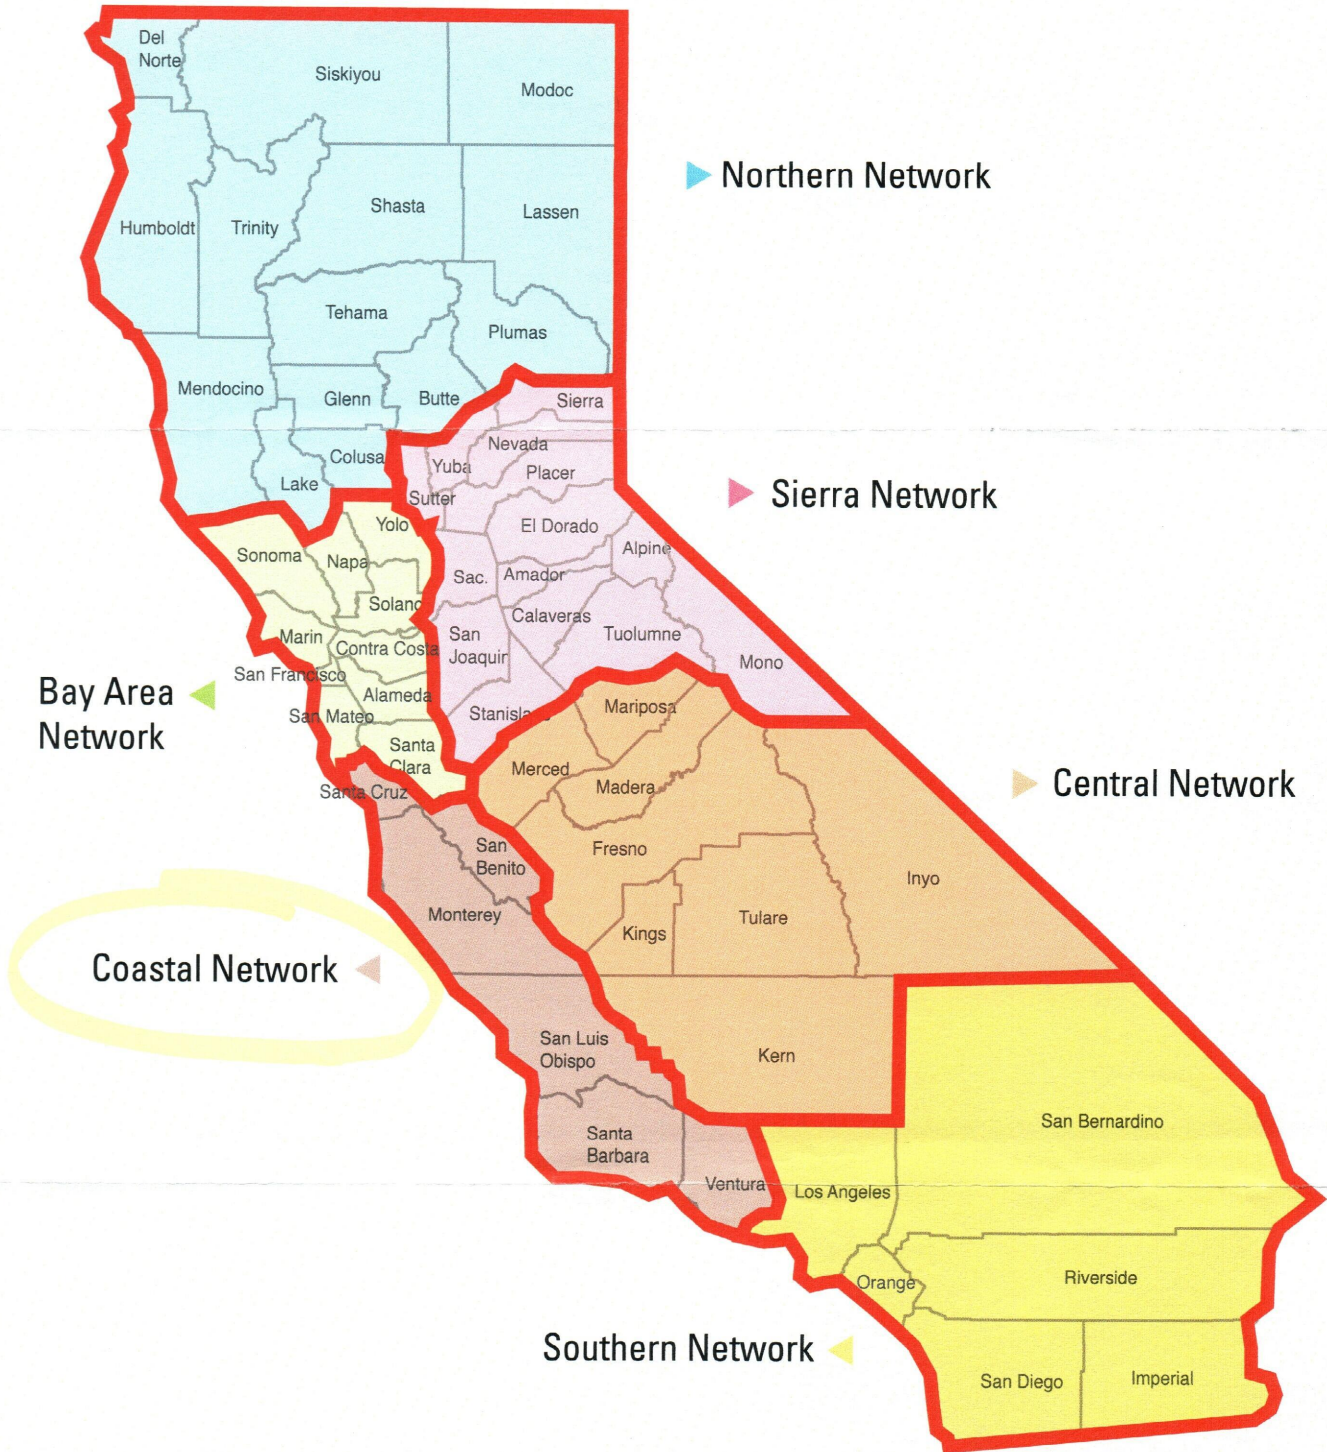 Del
Norte
Siskiyou
Modoc
Northern Network
Humboldt
Trinity
Shasta
Lassen
Tehama
Plumas
Mendocino
Glenn
Butte
Sierra
Colusa
Lake
Nevada
Yuba
Placer
Sutter
Sierra Network
Yolo
El Dorado
Sonoma
Napa
Alpine
Sac.
Amador
Solano
Calaveras
Marin
Contra Costa
San
Joaquin
Tuolumne
Mono
San Francisco
Alameda
Bay Area
Network
San Mateo
Stanisla
Mariposa
Santa
Clara
Merced
Madera
Central Network
Santa Cruz
San
Benito
Fresno
Inyo
Monterey
Kings
Tulare
Coastal Network
San Luis
Obispo
Kern
Santa
Barbara
San Bernardino
Ventura
Los Angeles
Orange
Riverside
Southern Network
San Diego
Imperial